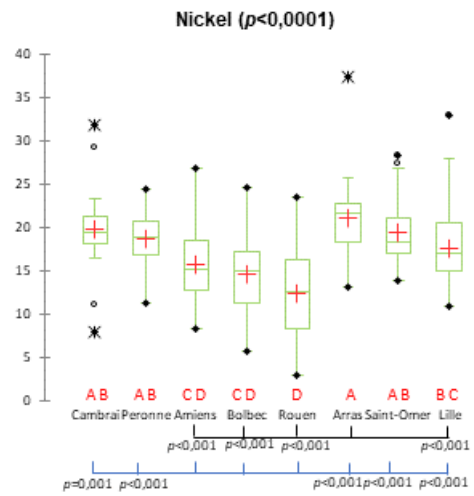 Nickel (p<0,0001)
40
35
30
25
20
15
10
5
0
A B A B C D C D D A A B B C
Cambrai Peronne Amiens Bolbec Rouen Arras Saint-Omer Lille
p<0,001 p<0,001 p<0,001 p<0,001
p=0,001 p<0,001 p<0,001 p<0,001 p<0,001